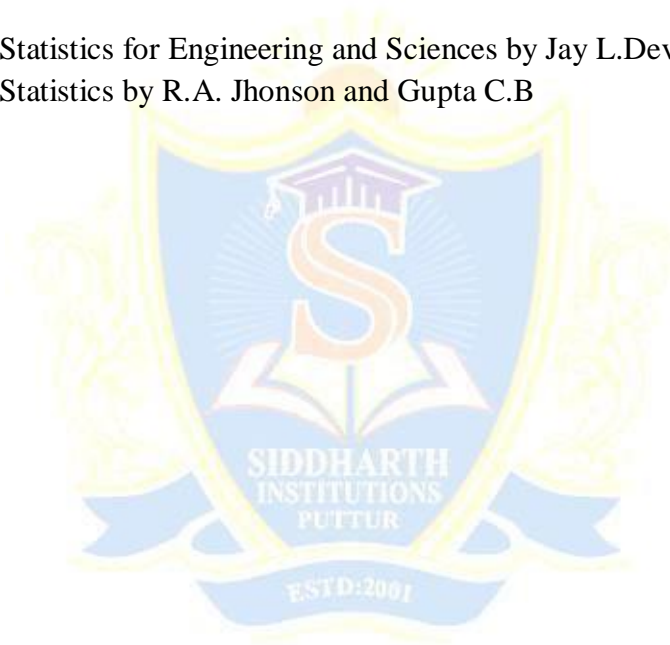 Statistics for Engineering and Sciences by Jay L.Dev
Statistics by R.A. Jhonson and Gupta C.B
S
SIDDHARTH
INSTITUTIONS
PUTTUR
ESTD:2001